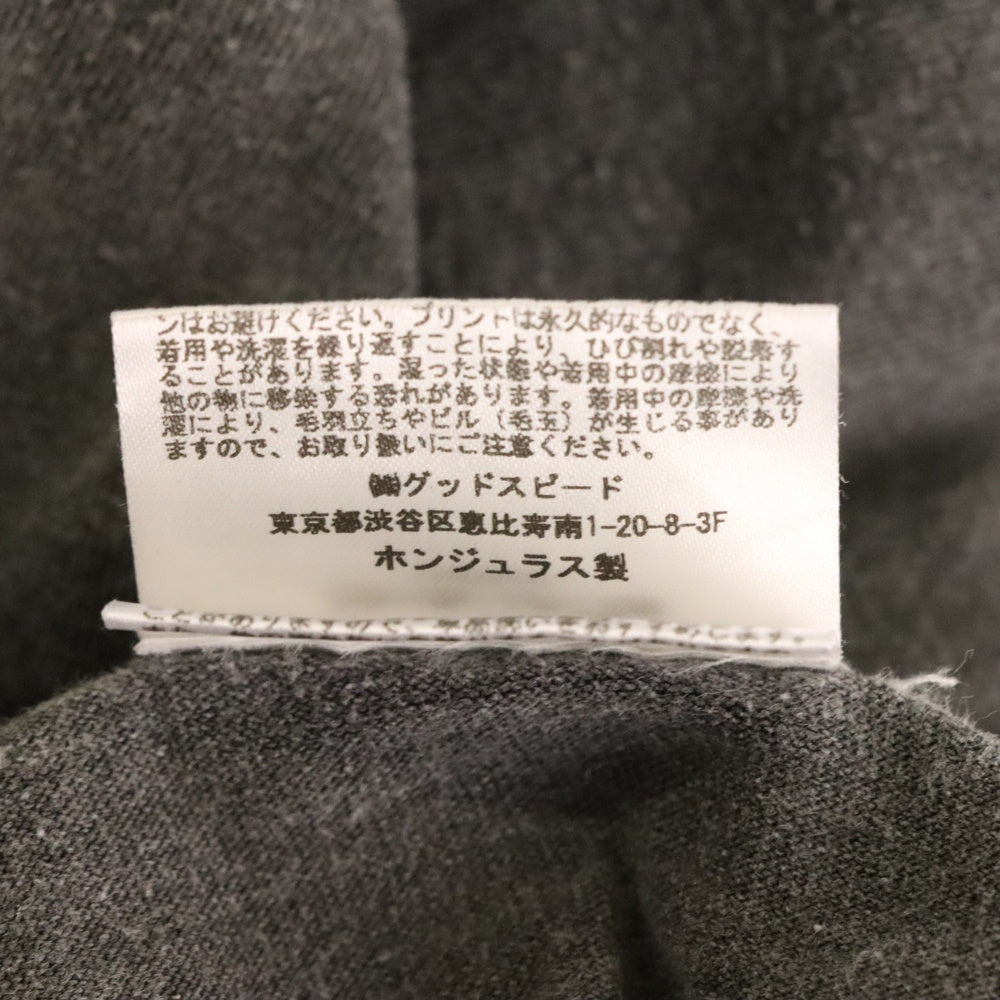 ンはお避けください。プリントは永久的なものでなく、
着用や洗濯を繰り返すことにより、ひび割れや脱落す
ることがあります。湿った状態や着用中の摩擦により
他の物に移染する恐れがあります。着用中の摩擦や洗
濯により、毛羽立ちやピル（毛玉）が生じる事があり
ますので、お取り扱いにご注意ください。
㈱グッドスピード
東京都渋谷区恵比寿南1-20-8-3F
ホンジュラス製